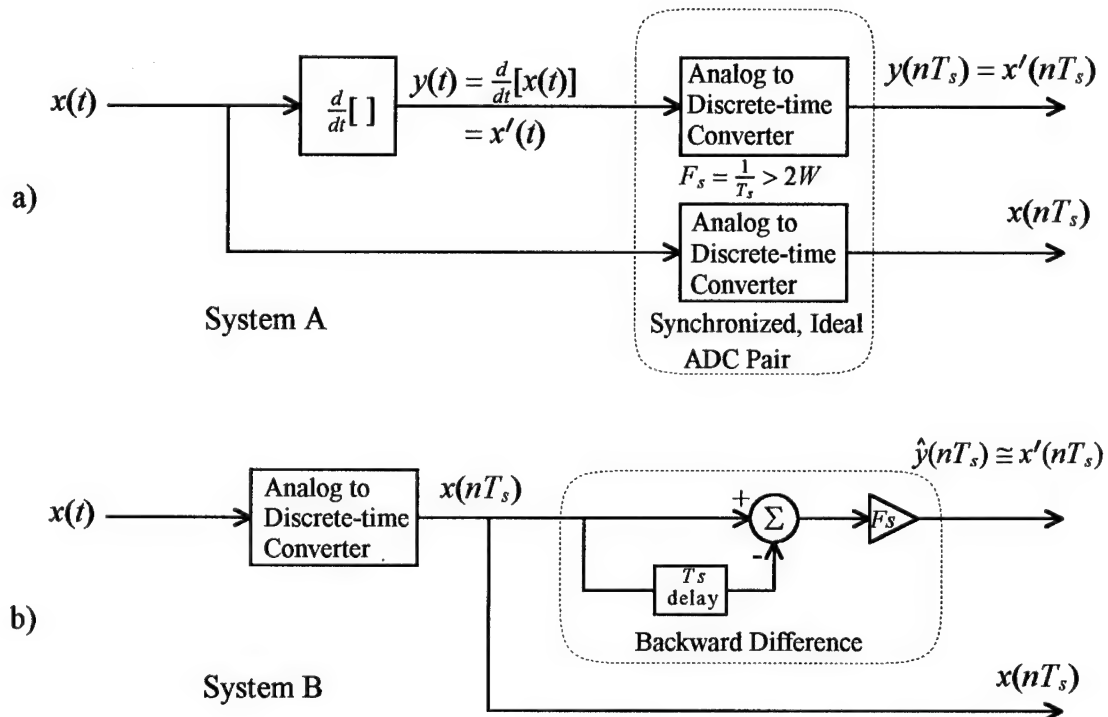 x(t)
d/dt[ ]
y(t) = d/dt[x(t)]
= x′(t)
Analog to
Discrete-time
Converter
y(nTs) = x′(nTs)
Fs = 1/Ts > 2W
a)
Analog to
Discrete-time
Converter
x(nTs)
System A
Synchronized, Ideal
ADC Pair
x(t)
Analog to
Discrete-time
Converter
x(nTs)
+
Σ
-
Fs
ŷ(nTs) ≅ x′(nTs)
Ts
delay
b)
Backward Difference
System B
x(nTs)